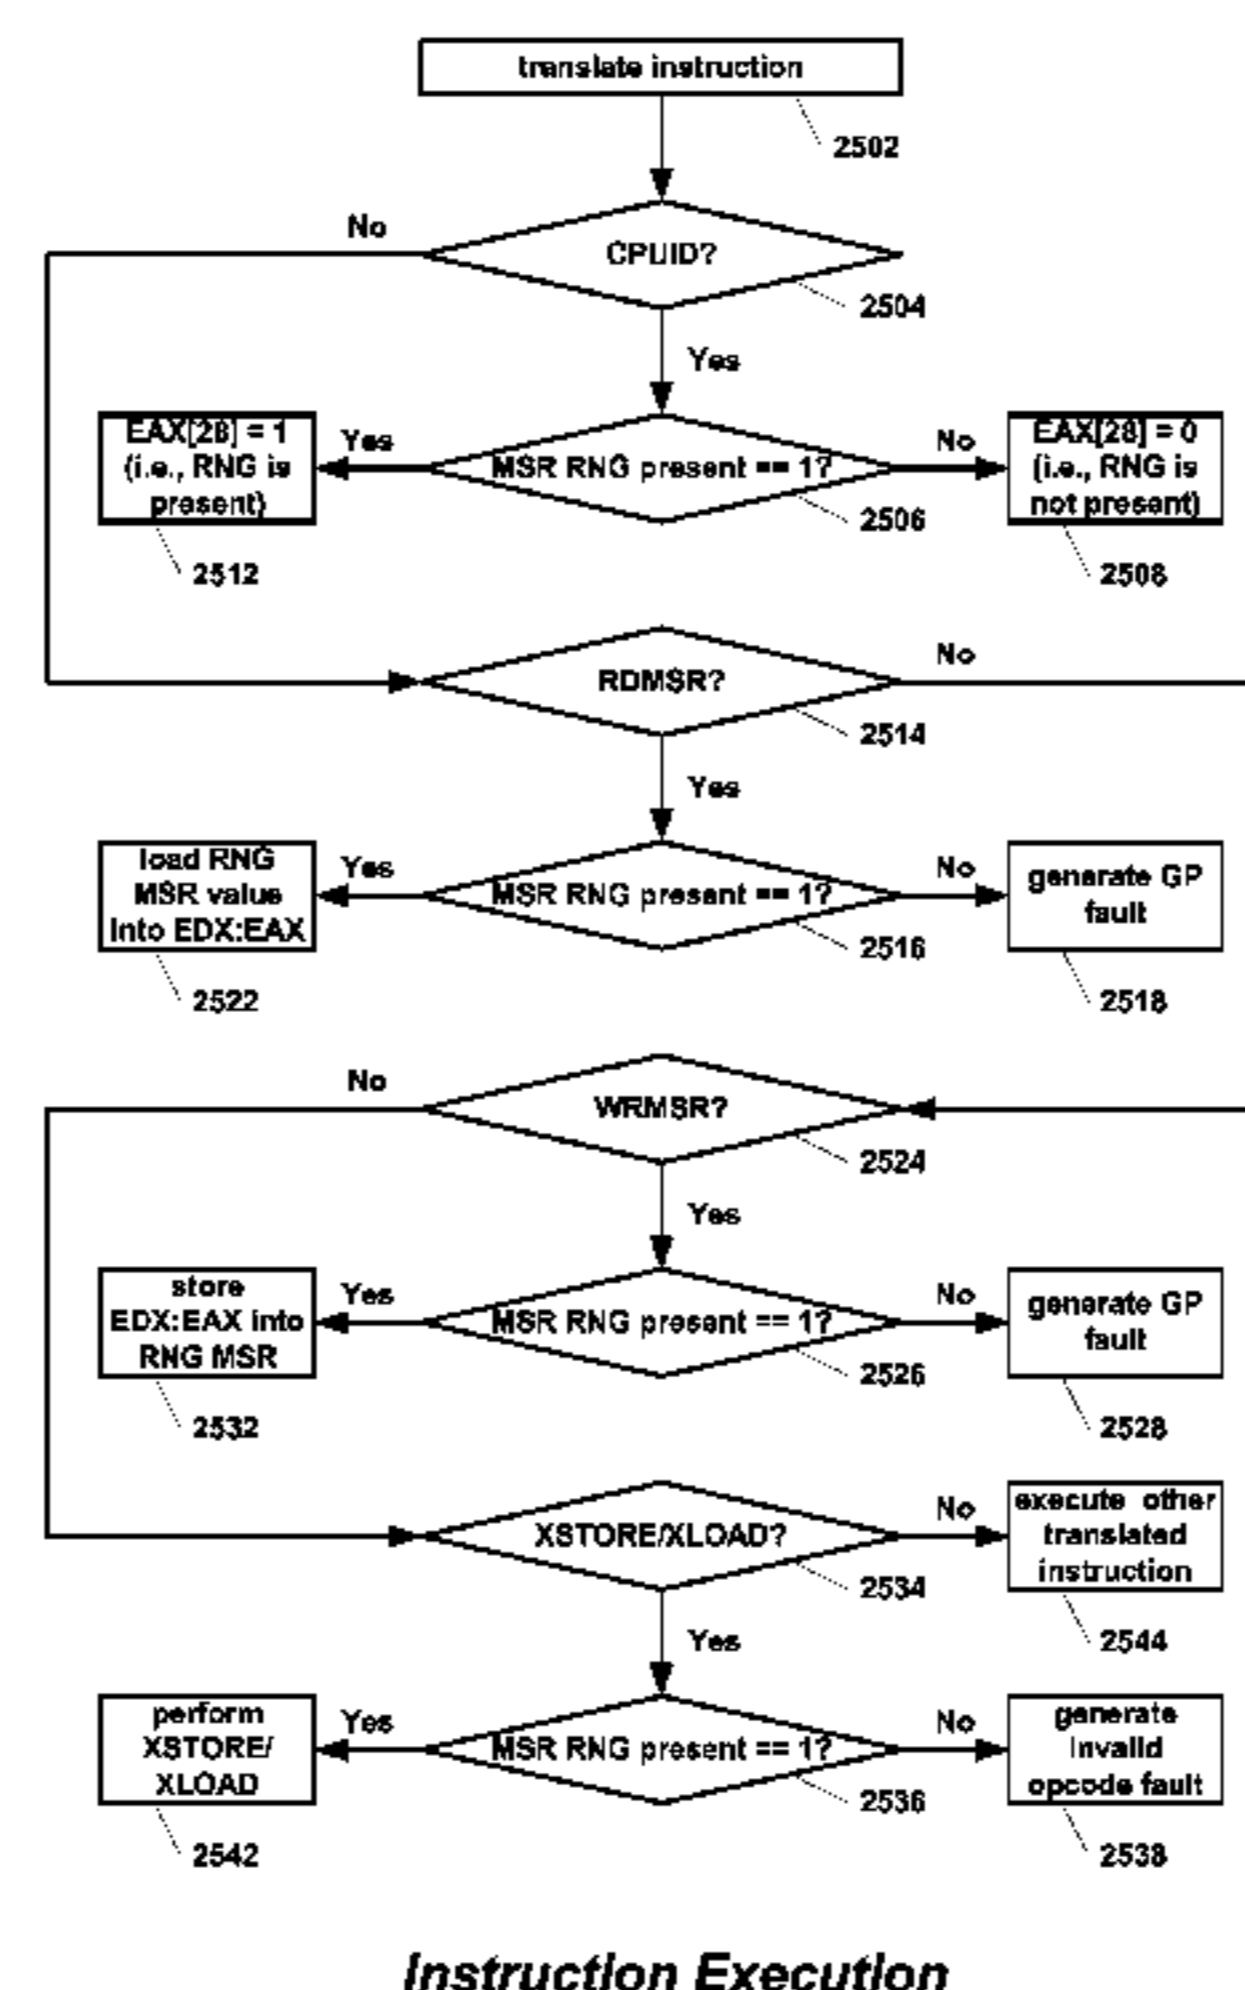 translate instruction
2502
No
CPUID?
2504
Yes
EAX[28] = 1
(i.e., RNG is
present)
2512
Yes
MSR RNG present == 1?
2506
No
EAX[28] = 0
(i.e., RNG is
not present)
2508
RDMSR?
2514
No
Yes
load RNG
MSR value
into EDX:EAX
2522
Yes
MSR RNG present == 1?
2516
No
generate GP
fault
2518
No
WRMSR?
2524
Yes
store
EDX:EAX into
RNG MSR
2532
Yes
MSR RNG present == 1?
2526
No
generate GP
fault
2528
XSTORE/XLOAD?
2534
No
execute other
translated
instruction
2544
Yes
perform
XSTORE/
XLOAD
2542
Yes
MSR RNG present == 1?
2536
No
generate
invalid
opcode fault
2538
Instruction Execution